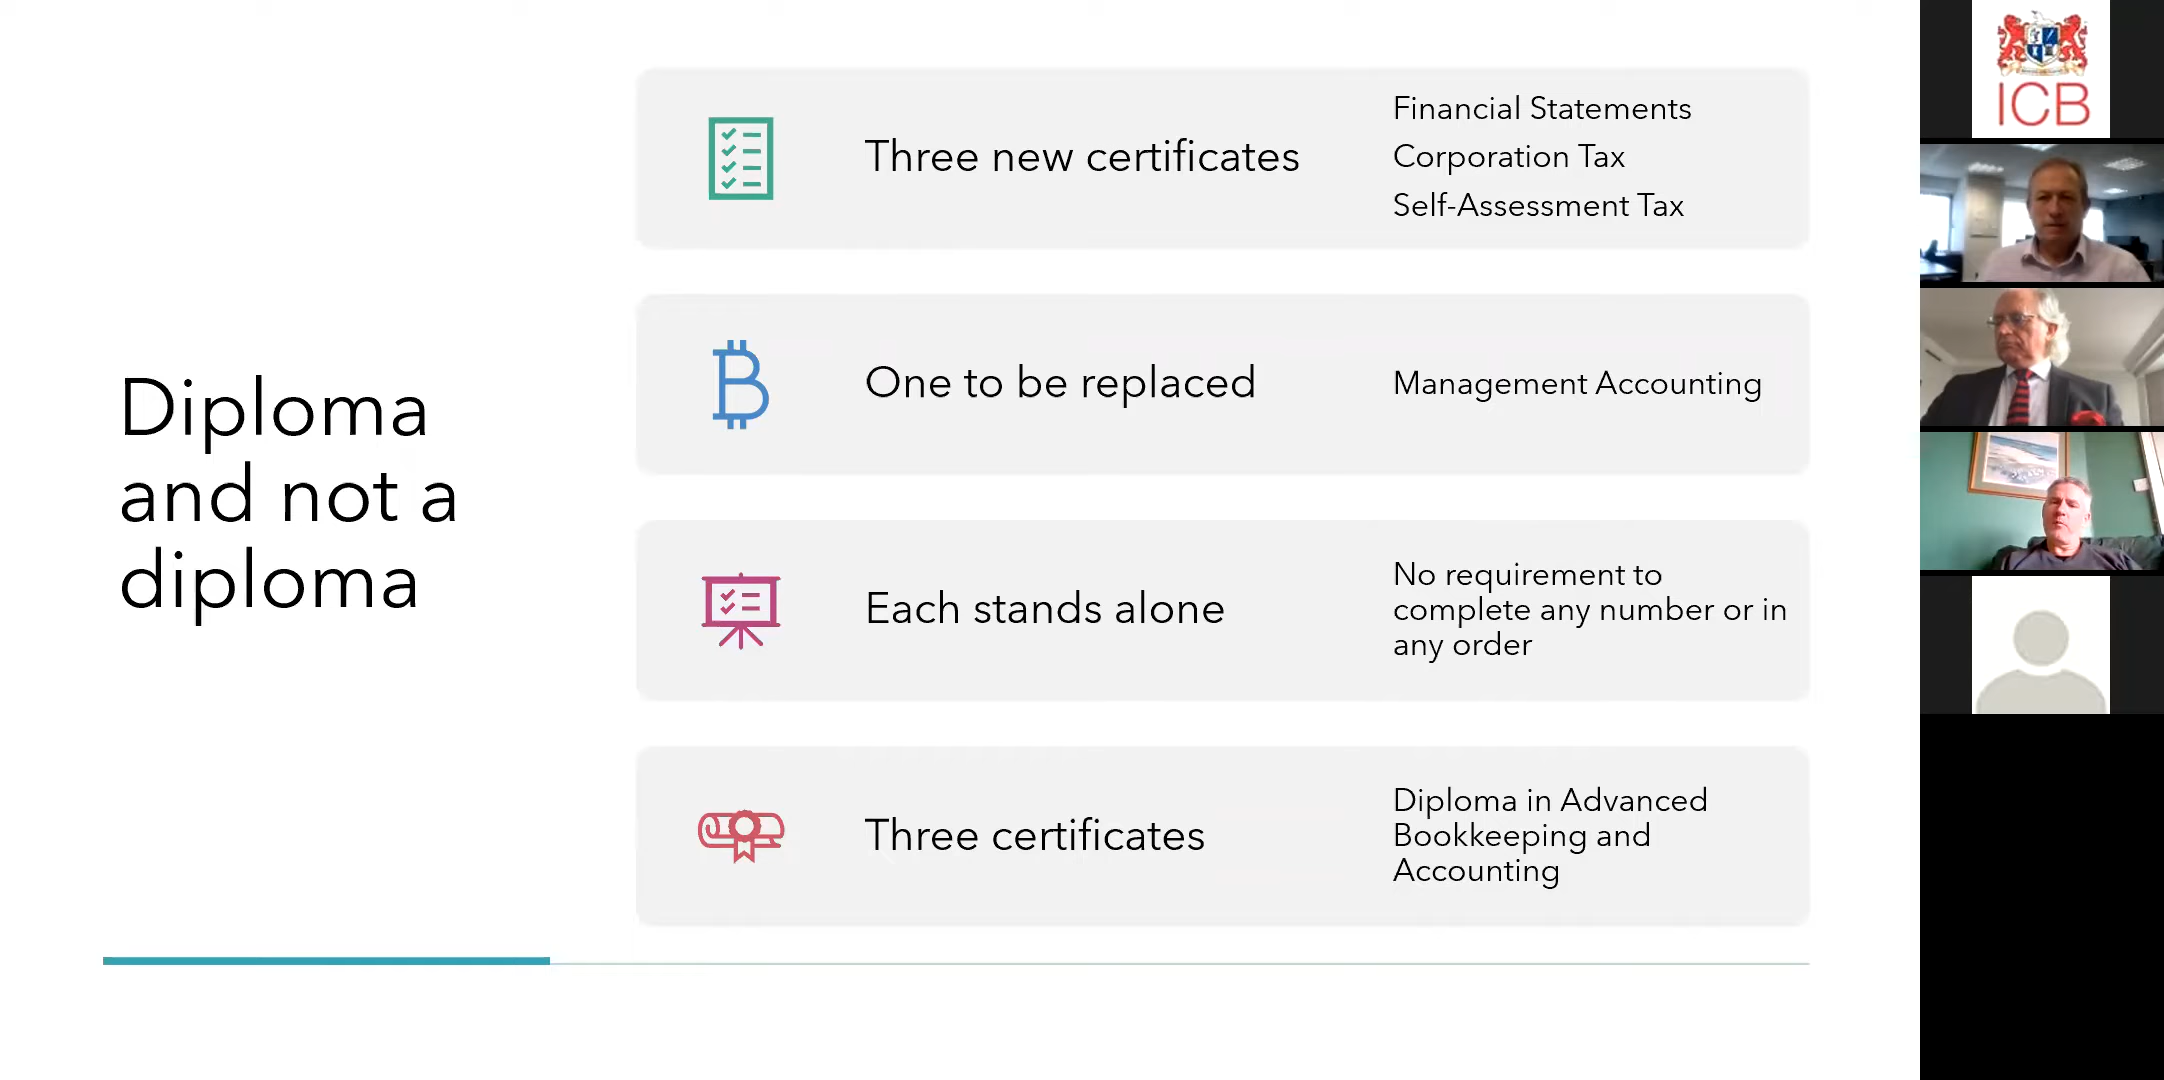 Diploma
and not a
diploma
Three new certificates
Financial Statements
Corporation Tax
Self-Assessment Tax
One to be replaced
Management Accounting
Each stands alone
No requirement to
complete any number or in
any order
Three certificates
Diploma in Advanced
Bookkeeping and
Accounting
ICB